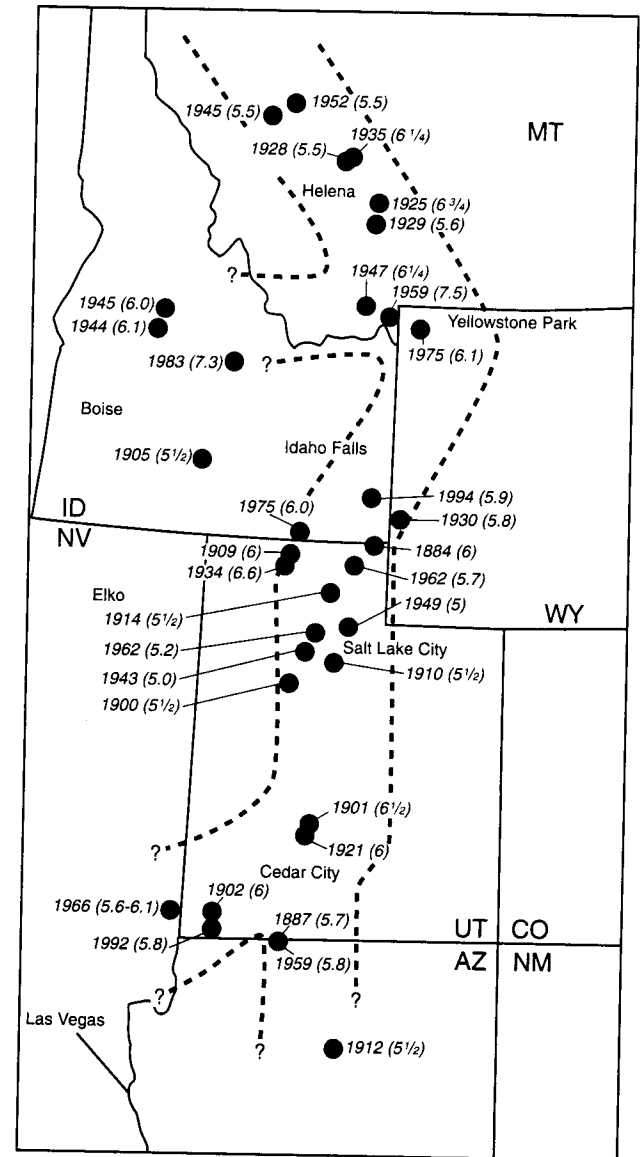 1952 (5.5)
1945 (5.5)
1935 (6 1/4)
MT
1928 (5.5)
Helena
1925 (6 3/4)
1929 (5.6)
?
1947 (6 1/4)
1945 (6.0)
1959 (7.5)
1944 (6.1)
Yellowstone Park
1975 (6.1)
1983 (7.3)
?
Boise
Idaho Falls
1905 (5 1/2)
1994 (5.9)
ID
1975 (6.0)
1930 (5.8)
NV
1909 (6)
1884 (6)
1934 (6.6)
1962 (5.7)
Elko
1949 (5)
1914 (5 1/2)
WY
1962 (5.2)
Salt Lake City
1943 (5.0)
1910 (5 1/2)
1900 (5 1/2)
1901 (6 1/2)
?
1921 (6)
Cedar City
1902 (6)
1966 (5.6-6.1)
1887 (5.7)
UT CO
1992 (5.8)
1959 (5.8)
AZ NM
?
?
Las Vegas
?
1912 (5 1/2)